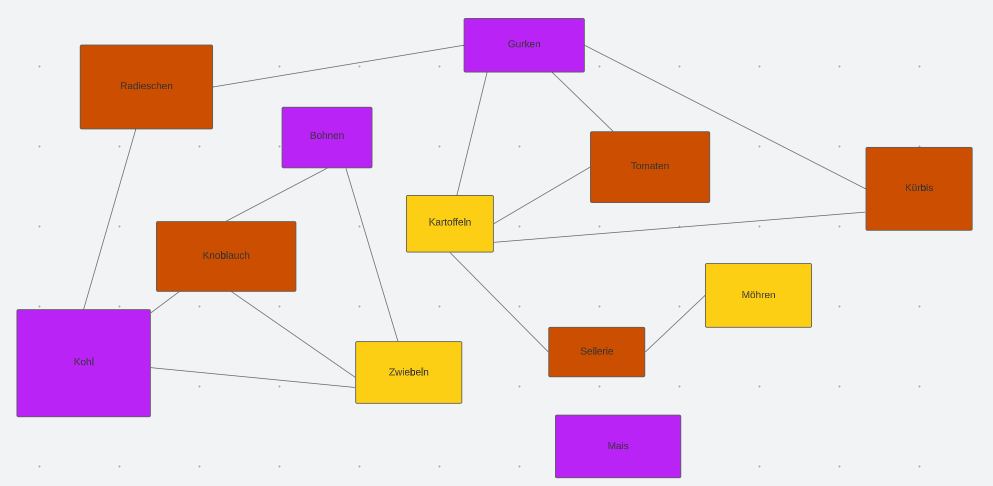 Gurken
Radieschen
Bohnen
Tomaten
Kürbis
Kartoffeln
Knoblauch
Möhren
Sellerie
Kohl
Zwiebeln
Mais